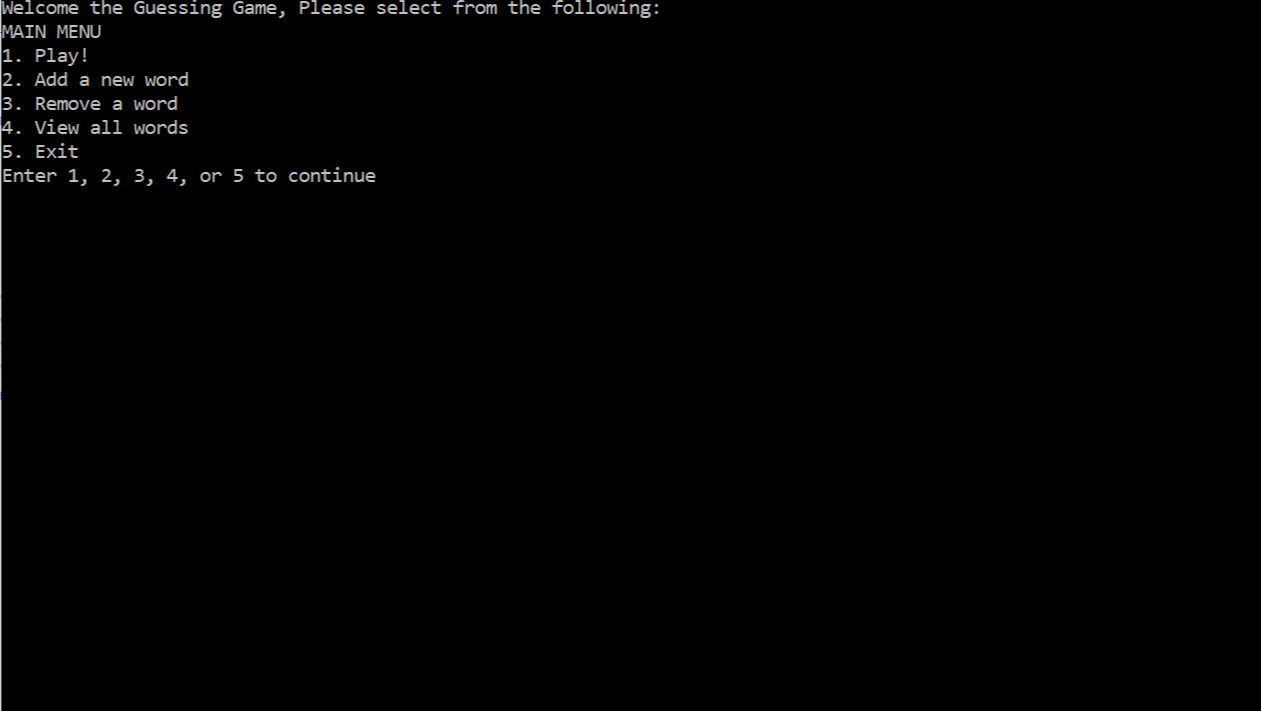 Welcome the Guessing Game, Please select from the following:
MAIN MENU
1. Play!
2. Add a new word
3. Remove a word
4. View all words
5. Exit
Enter 1, 2, 3, 4, or 5 to continue